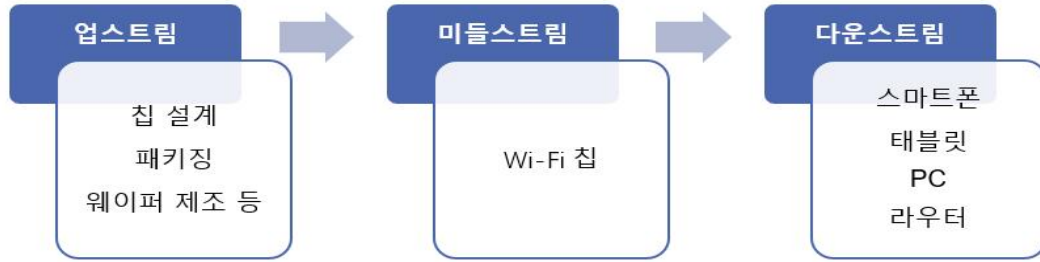 업스트림
칩 설계
패키징
웨이퍼 제조 등
미들스트림
Wi-Fi 칩
다운스트림
스마트폰
태블릿
PC
라우터